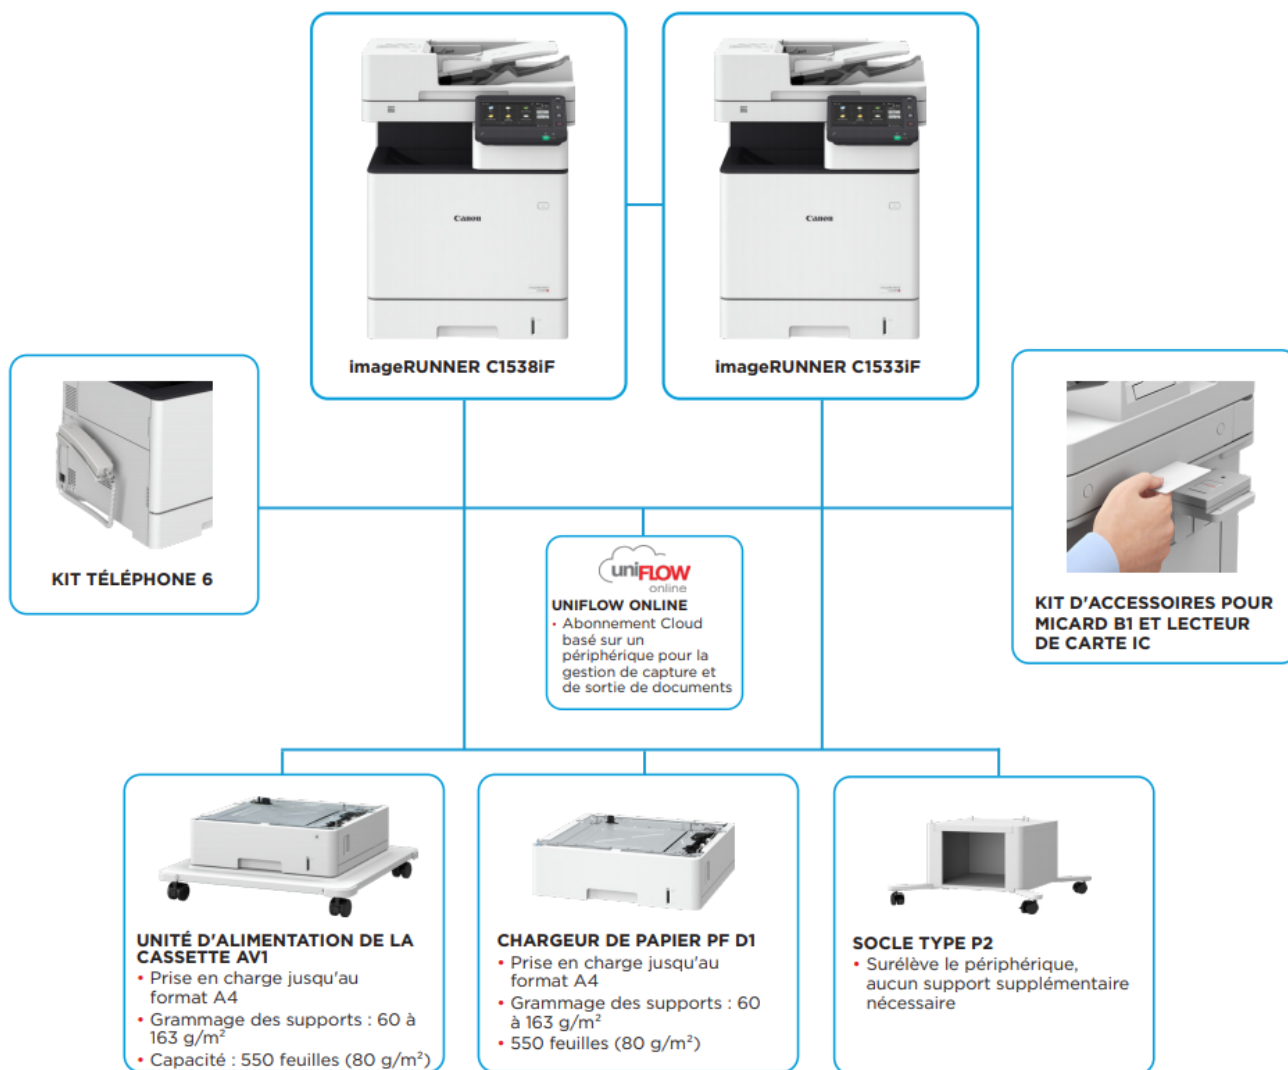 Canon
Canon
imageRUNNER C1538iF
imageRUNNER C1533iF
KIT TÉLÉPHONE 6
uniFLOW
online
UNIFLOW ONLINE
• Abonnement Cloud
basé sur un
périphérique pour la
gestion de capture et
de sortie de documents
KIT D'ACCESSOIRES POUR
MICARD B1 ET LECTEUR
DE CARTE IC
UNITÉ D'ALIMENTATION DE LA
CASSETTE AV1
• Prise en charge jusqu'au
format A4
• Grammage des supports : 60 à
163 g/m²
• Capacité : 550 feuilles (80 g/m²)
CHARGEUR DE PAPIER PF D1
• Prise en charge jusqu'au
format A4
• Grammage des supports : 60
à 163 g/m²
• 550 feuilles (80 g/m²)
SOCLE TYPE P2
• Surélève le périphérique,
aucun support supplémentaire
nécessaire